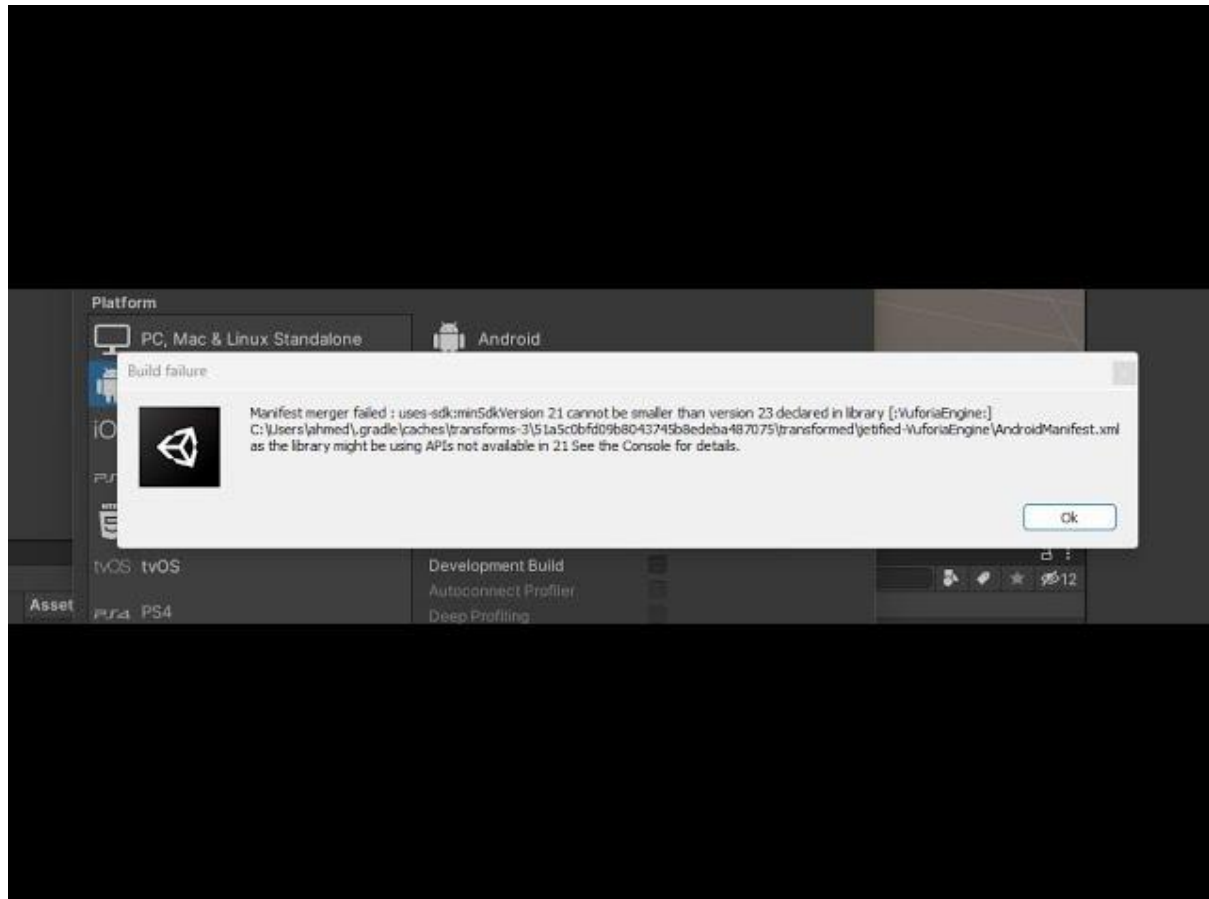 Platform
PC, Mac & Linux Standalone
Android
Build failure
Manifest merger failed : uses-sdk:minSdkVersion 21 cannot be smaller than version 23 declared in library [:VuforiaEngine:]
C:\Users\ahmed\.gradle\caches\transforms-3\51a5c0bfd09b8043745b8edeba487075\transformed\jetified-VuforiaEngine\AndroidManifest.xml
as the library might be using APIs not available in 21 See the Console for details.
iO
Ok
tvOS tvOS
Development Build
12
Autoconnect Profiler
Asset
PS4 PS4
Deep Profiling